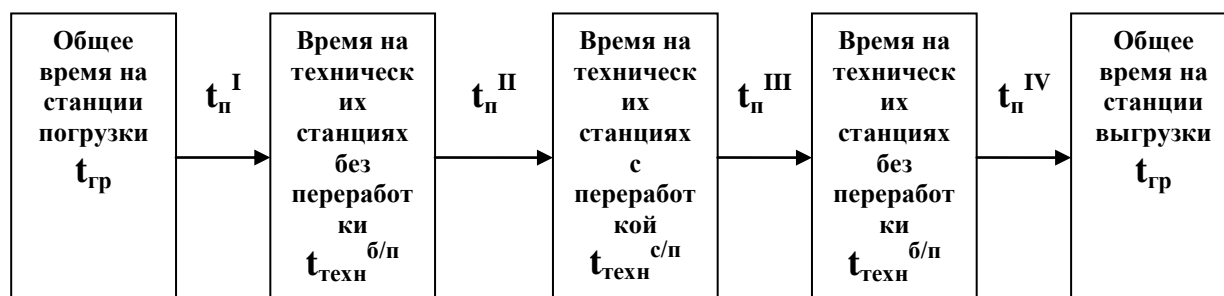 Общее
время на
станции
погрузки
tгр
tпI
Время на
техническ
их
станциях
без
переработ
ки
tтехнб/п
tпII
Время на
техническ
их
станциях
с
переработ
кой
tтехнс/п
tпIII
Время на
техническ
их
станциях
без
переработ
ки
tтехнб/п
tпIV
Общее
время на
станции
выгрузки
tгр